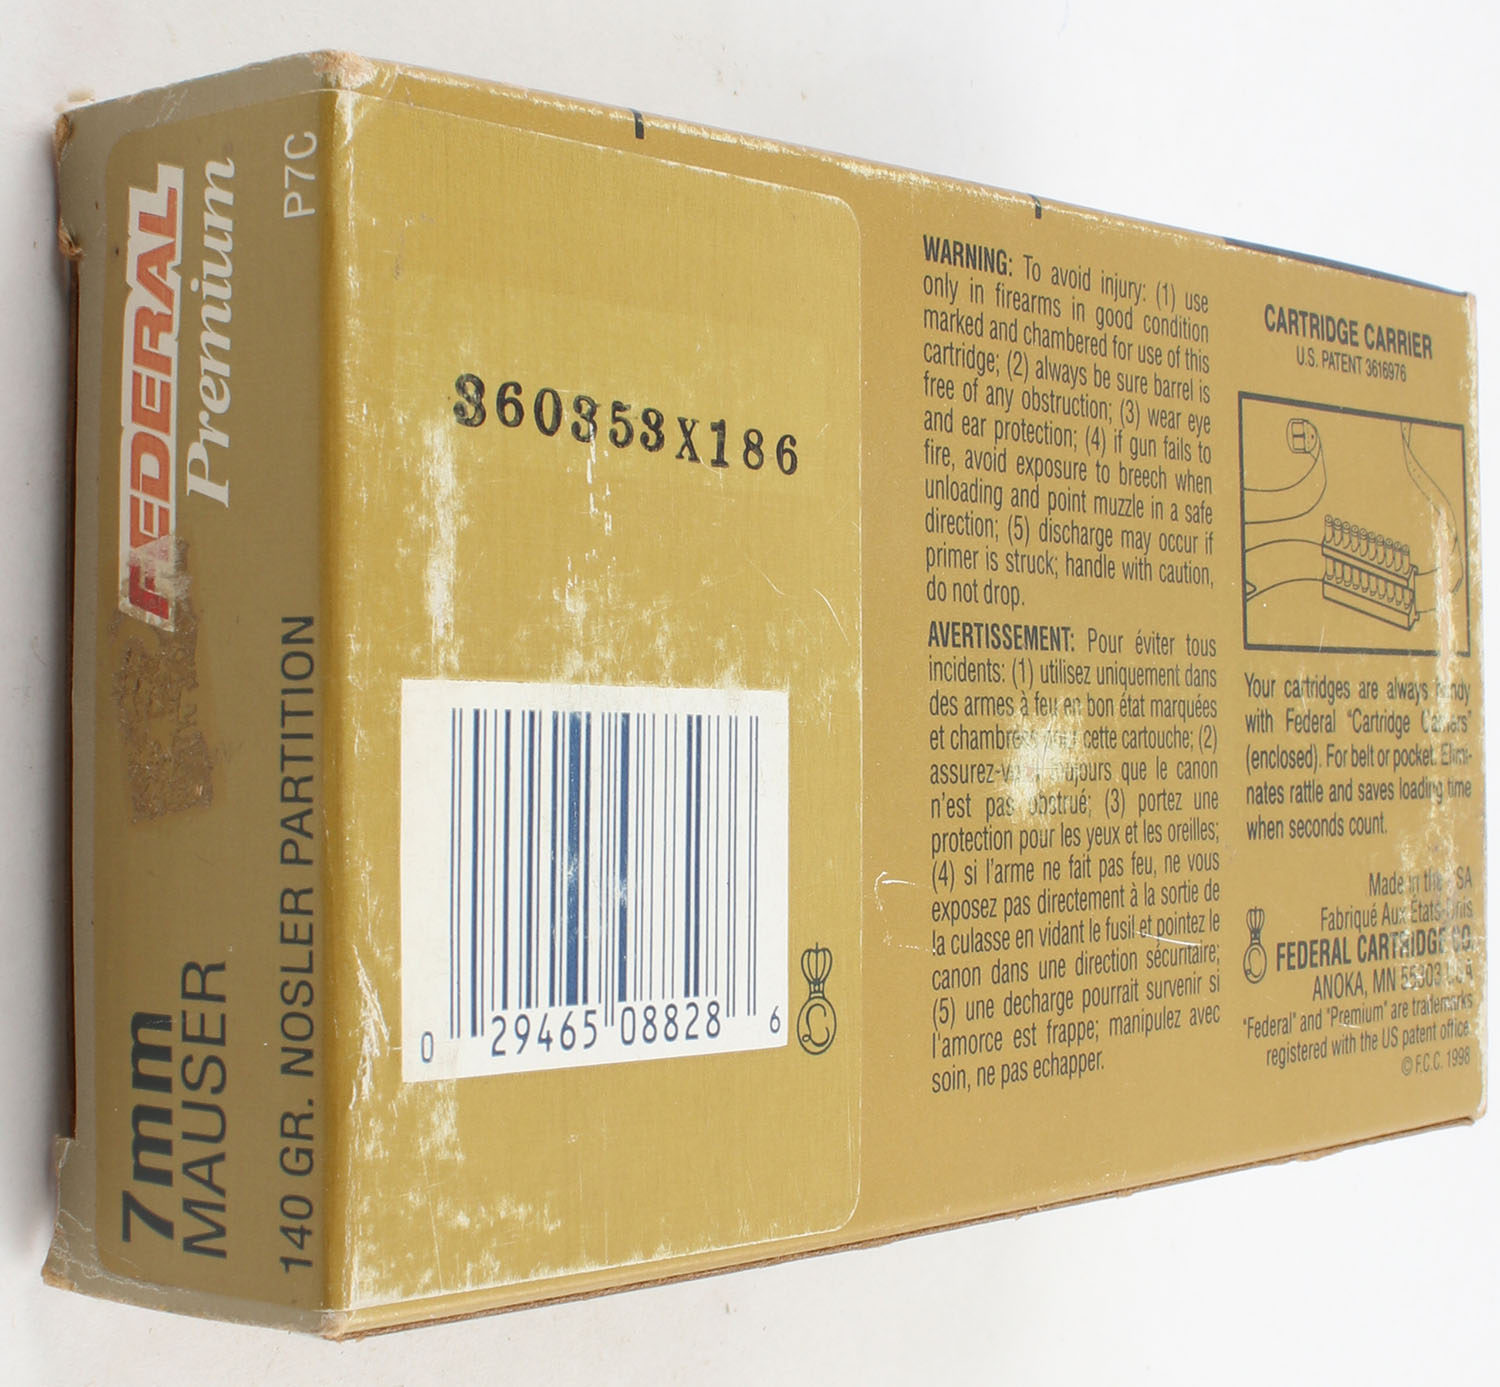 FEDERAL
Premium
P7C
7mm
MAUSER
140 GR. NOSLER PARTITION
360353X186
0 29465 08828 6
WARNING: To avoid injury: (1) use
only in firearms in good condition
marked and chambered for use of this
cartridge; (2) always be sure barrel is
free of any obstruction; (3) wear eye
and ear protection; (4) if gun fails to
fire, avoid exposure to breech when
unloading and point muzzle in a safe
direction; (5) discharge may occur if
primer is struck; handle with caution,
do not drop.
AVERTISSEMENT: Pour éviter tous
incidents: (1) utilisez uniquement dans
des armes à feu en bon état marquées
et cette cartouche; (2)
que le canon
n'est pas obstrué; (3) portez une
protection pour les yeux et les oreilles;
(4) si l'arme ne fait pas feu, ne vous
exposez pas directement à la sortie de
la culasse en vidant le fusil et pointez le
canon dans une direction sécuritaire;
(5) une decharge pourrait survenir si
l'amorce est frappe; manipulez avec
soin, ne pas echapper.
CARTRIDGE CARRIER
U.S. PATENT 3616976
Your cartridges are always
with Federal "Cartridge
(enclosed). For belt or pocket. Elimi-
nates rattle and saves loading time
when seconds count.
Made in the
Fabriqué Aux États-Unis
FEDERAL CARTRIDGE CO.
ANOKA, MN 55303 USA
"Federal" and "Premium" are trademarks
registered with the US patent office.
© F.C.C. 1998